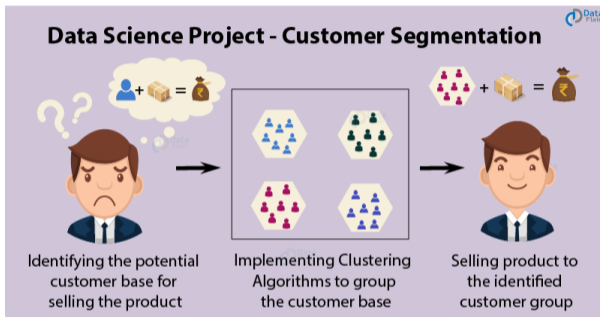 Data
Data Science Project - Customer Segmentation
Identifying the potential
customer base for
selling the product
Implementing Clustering
Algorithms to group
the customer base
Selling product to
the identified
customer group